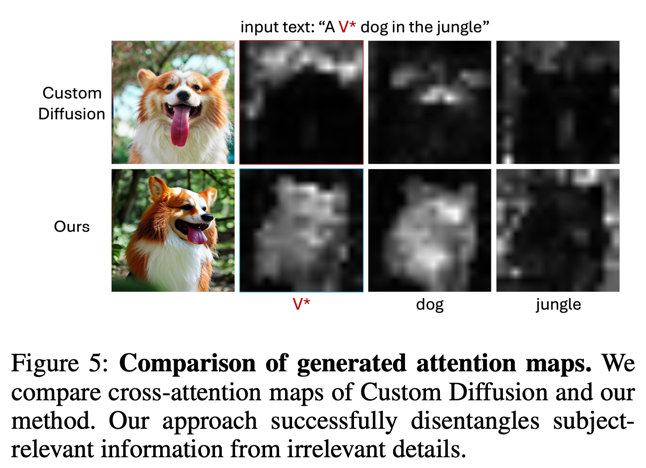 input text: “A V* dog in the jungle”
Custom
Diffusion
Ours
V*
dog
jungle
Figure 5: Comparison of generated attention maps. We
compare cross-attention maps of Custom Diffusion and our
method. Our approach successfully disentangles subject-
relevant information from irrelevant details.